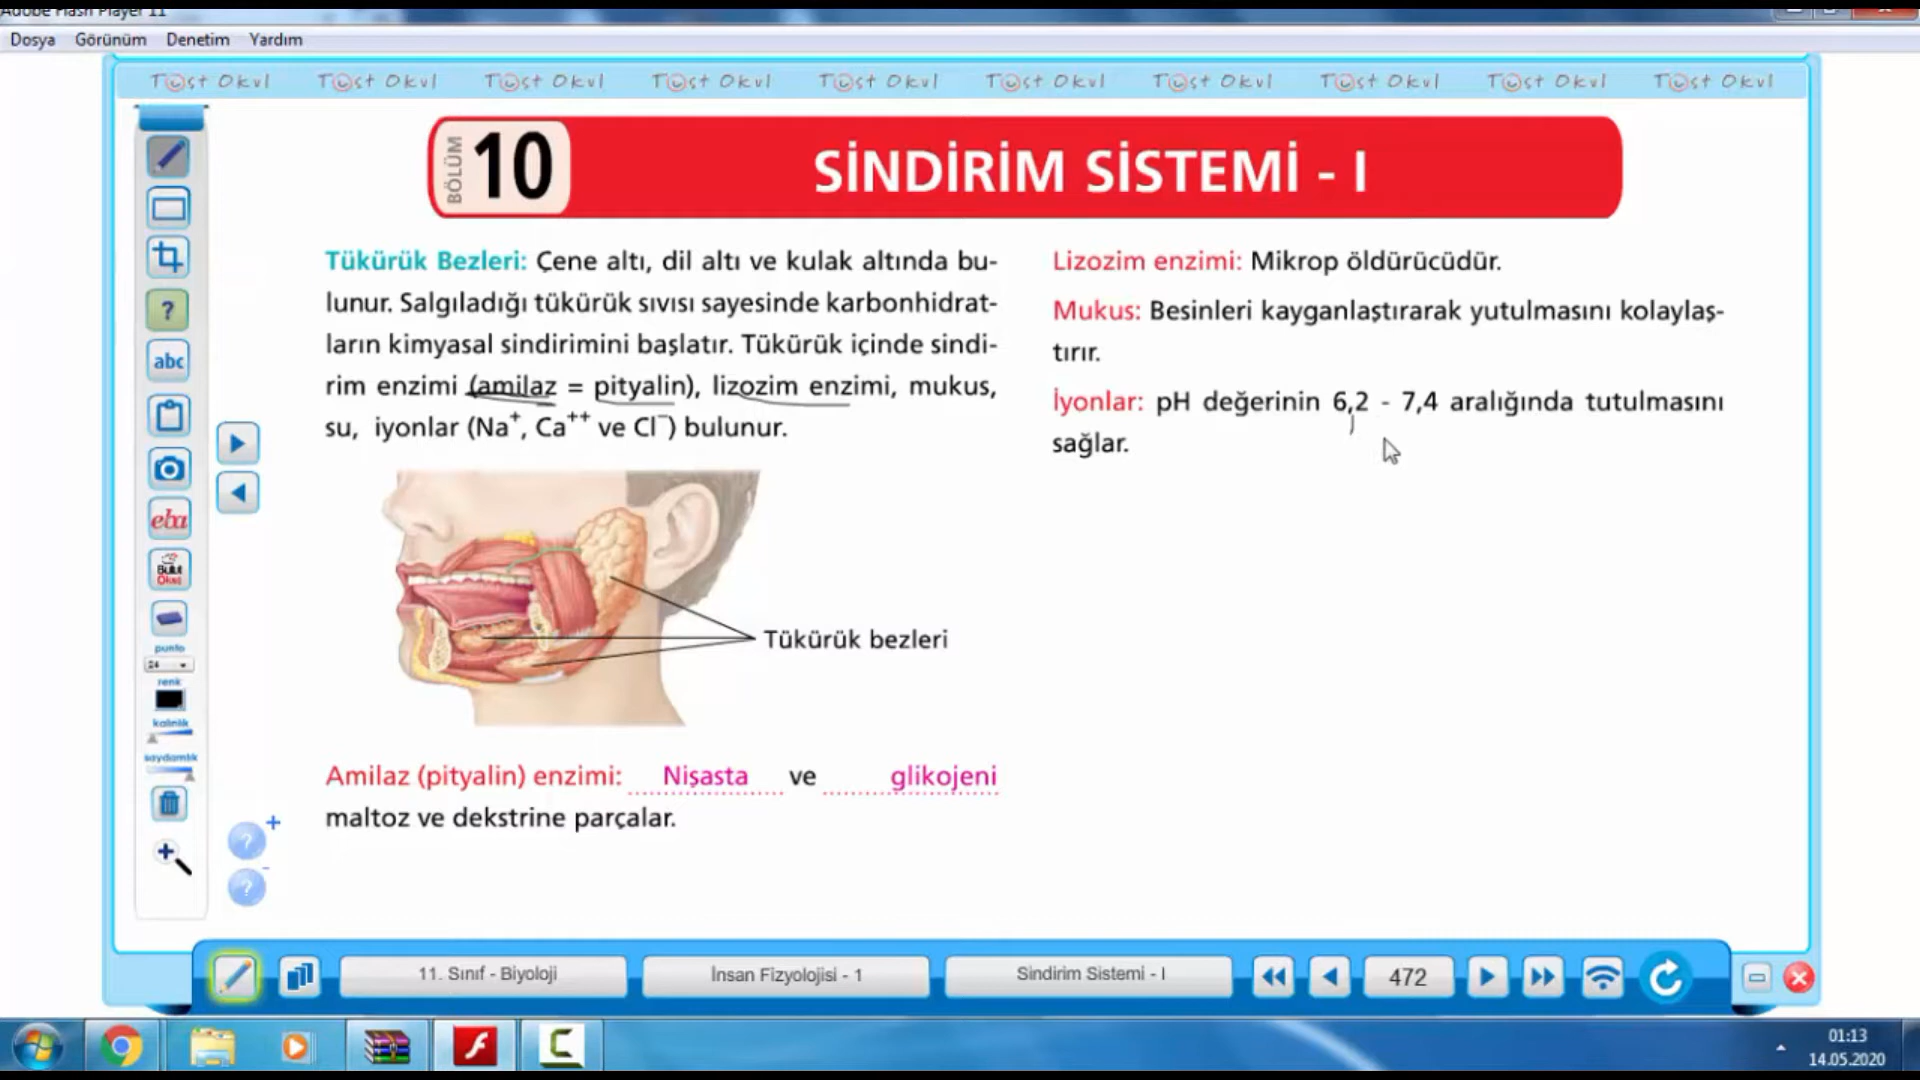 Adobe Flash Player 11
Dosya Görünüm Denetim Yardım
Test Okul Test Okul Test Okul Test Okul Test Okul Test Okul Test Okul Test Okul Test Okul Test Okul
BÖLÜM 10 SİNDİRİM SİSTEMİ - I
Tükürük Bezleri: Çene altı, dil altı ve kulak altında bu-
lunur. Salgıladığı tükürük sıvısı sayesinde karbonhidrat-
ların kimyasal sindirimini başlatır. Tükürük içinde sindi-
rim enzimi (amilaz = pityalin), lizozim enzimi, mukus,
su, iyonlar (Na⁺, Ca⁺⁺ ve Cl⁻) bulunur.
Tükürük bezleri
Amilaz (pityalin) enzimi: Nişasta ve glikojeni
maltoz ve dekstrine parçalar.
Lizozim enzimi: Mikrop öldürücüdür.
Mukus: Besinleri kayganlaştırarak yutulmasını kolaylaş-
tırır.
İyonlar: pH değerinin 6,2 - 7,4 aralığında tutulmasını
sağlar.
?
abc
eba
Bulut
Okul
punto
24
renk
kalınlık
saydamlık
? +
? -
11. Sınıf - Biyoloji
İnsan Fizyolojisi - 1
Sindirim Sistemi - I
472
01:13
14.05.2020